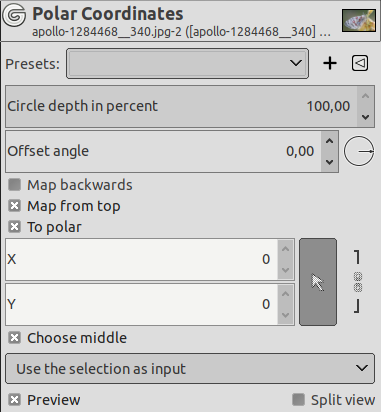 Polar Coordinates
apollo-1284468__340.jpg-2 ([apollo-1284468__340] ...
Presets:
Circle depth in percent 100,00
Offset angle 0,00
Map backwards
Map from top
To polar
X 0
Y 0
Choose middle
Use the selection as input
Preview Split view